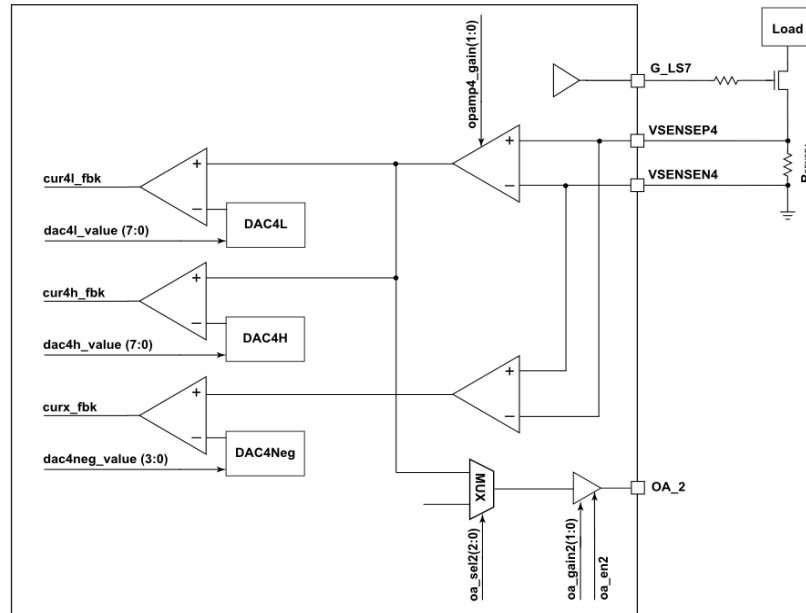 Load
opamp4_gain(1:0)
G_LS7
VSENSEP4
VSENSEN4
cur4l_fbk
+
−
+
−
DAC4L
dac4l_value (7:0)
cur4h_fbk
+
−
DAC4H
dac4h_value (7:0)
curx_fbk
+
−
+
−
DAC4Neg
dac4neg_value (3:0)
MUX
OA_2
oa_sel2(2:0)
oa_gain2(1:0)
oa_en2